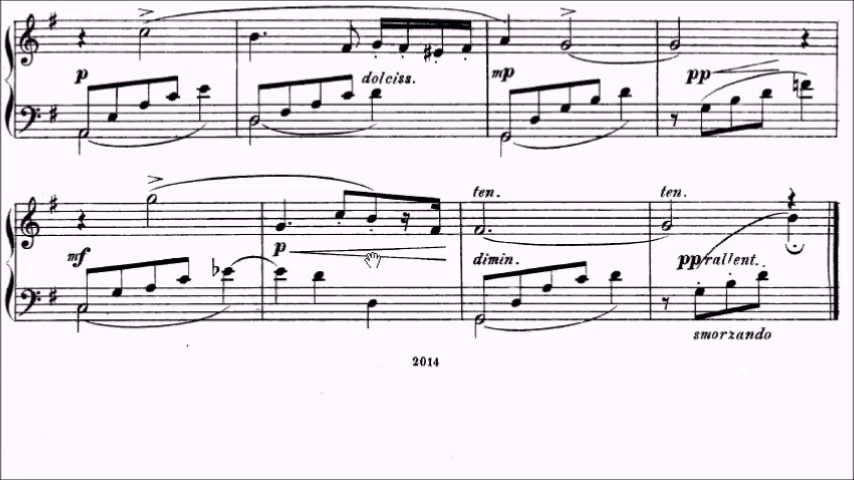 p dolciss. mp pp
ten. ten.
mf p dimin. pp rallent.
smorzando
2014